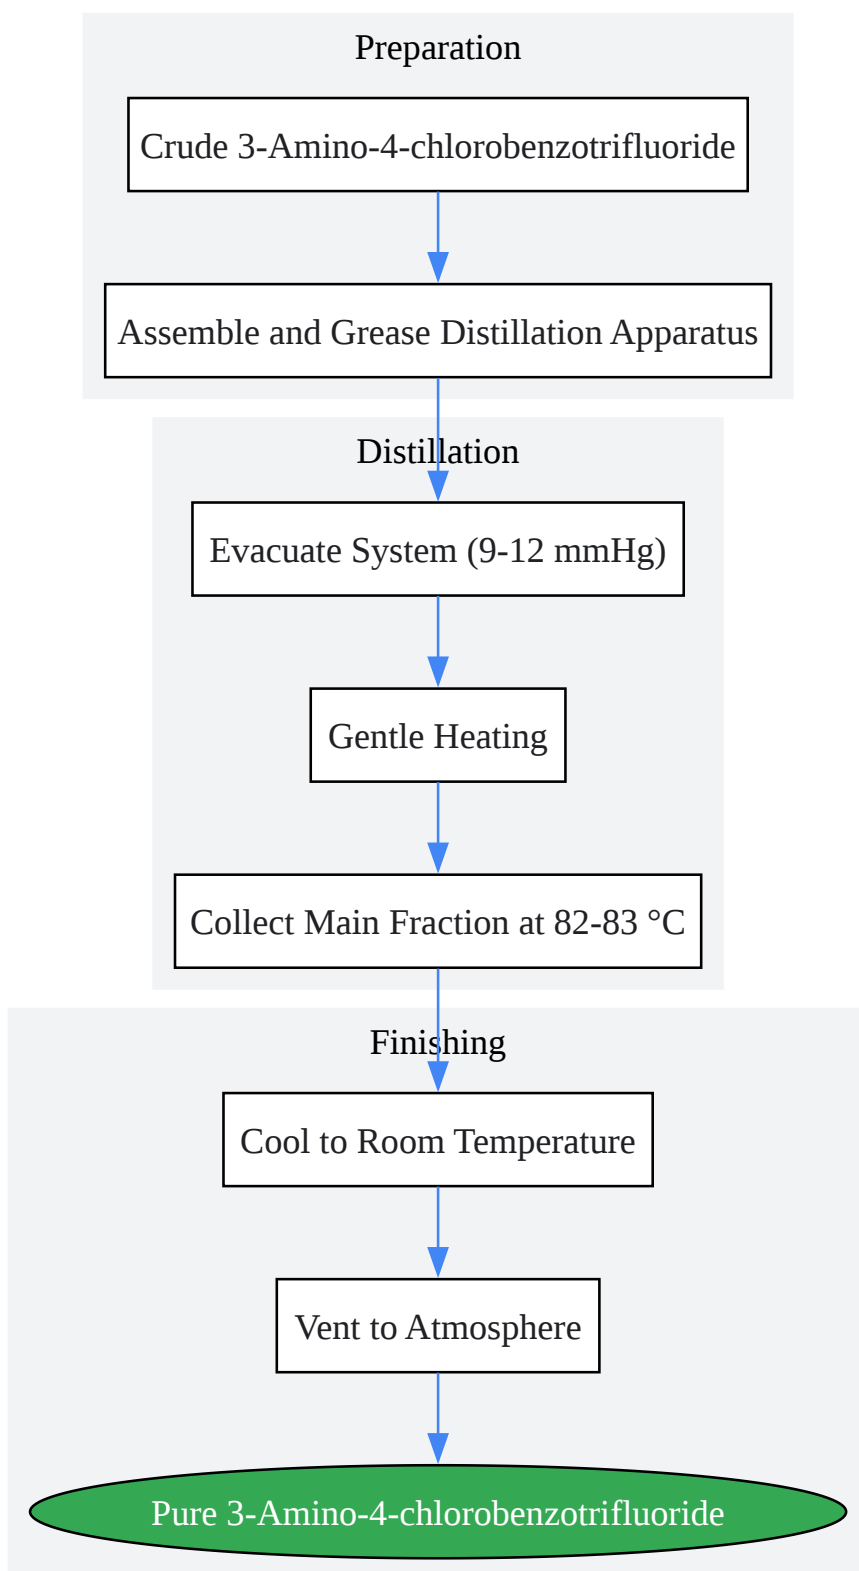 Preparation
Crude 3-Amino-4-chlorobenzotrifluoride
Assemble and Grease Distillation Apparatus
Distillation
Evacuate System (9-12 mmHg)
Gentle Heating
Collect Main Fraction at 82-83 °C
Finishing
Cool to Room Temperature
Vent to Atmosphere
Pure 3-Amino-4-chlorobenzotrifluoride